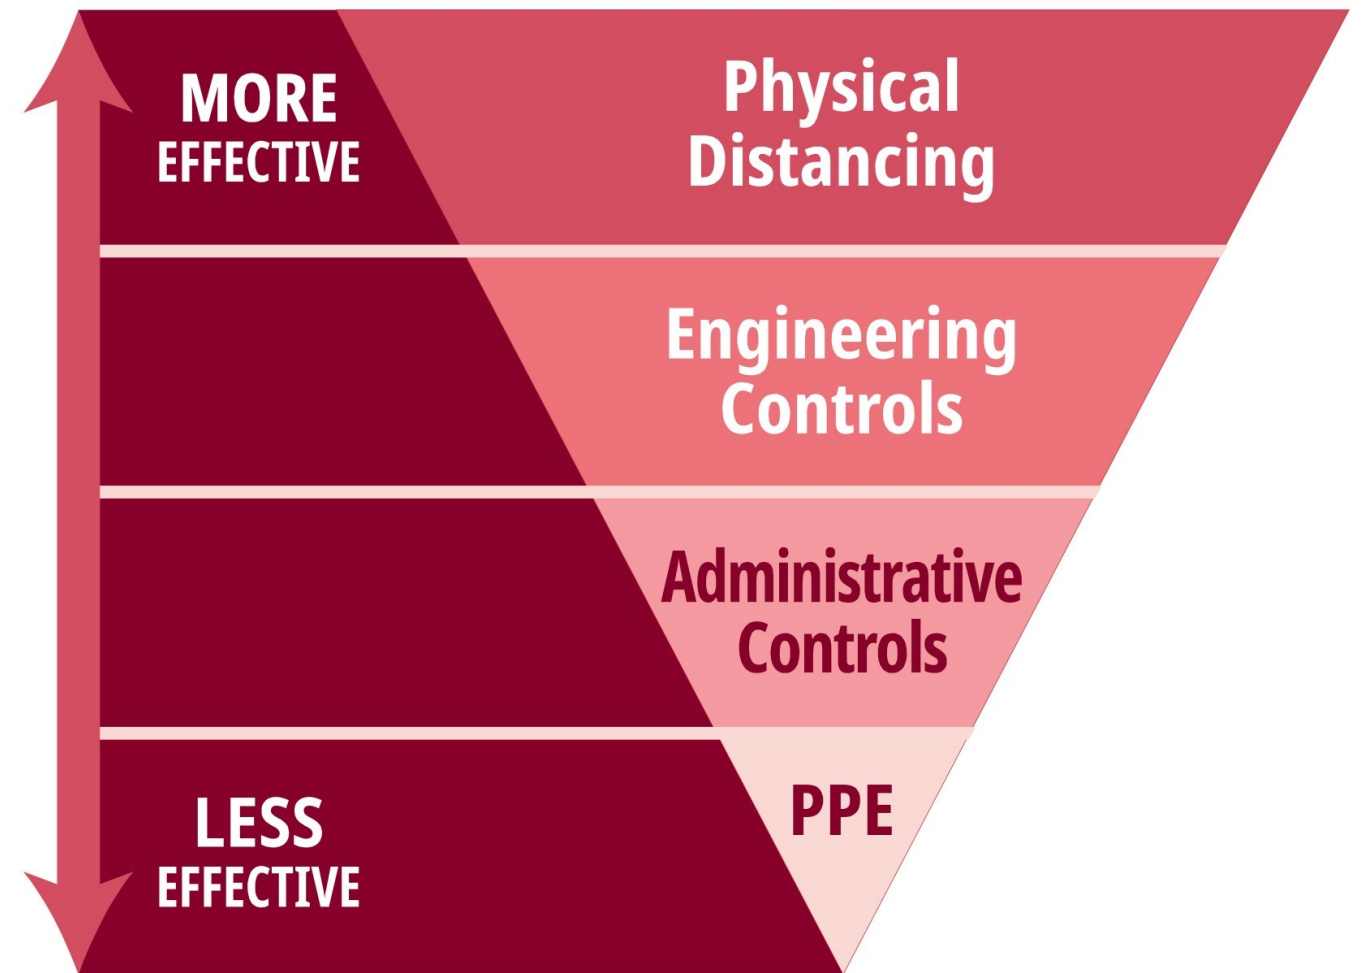 MORE
EFFECTIVE
Physical
Distancing
Engineering
Controls
Administrative
Controls
LESS
EFFECTIVE
PPE